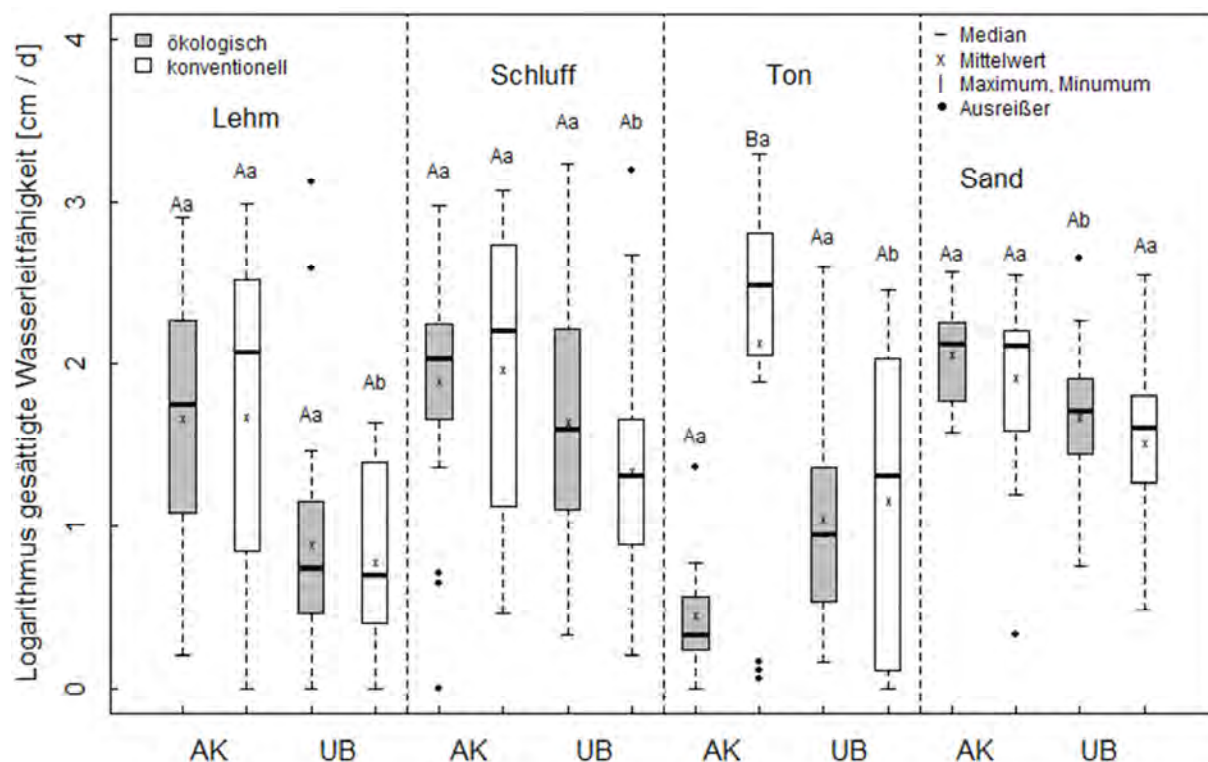 Logarithmus gesättigte Wasserleitfähigkeit [cm / d]
4
3
2
1
0
ökologisch
konventionell
Lehm
Schluff
Ton
Sand
– Median
x Mittelwert
| Maximum, Minumum
• Ausreißer
Aa
Aa
Aa
Ab
Aa
Aa
Aa
Ab
Aa
Ba
Aa
Ab
Aa
Aa
Ab
Aa
AK UB AK UB AK UB AK UB